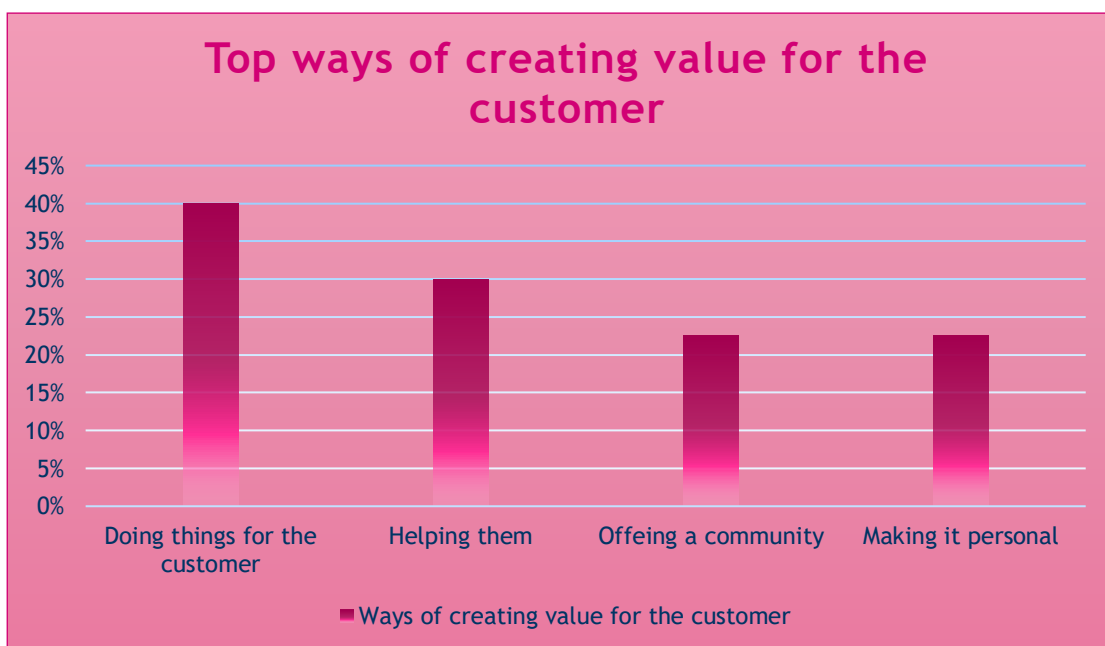 Top ways of creating value for the
customer
45%
40%
35%
30%
25%
20%
15%
10%
5%
0%
Doing things for the
customer
Helping them
Offeing a community
Making it personal
Ways of creating value for the customer